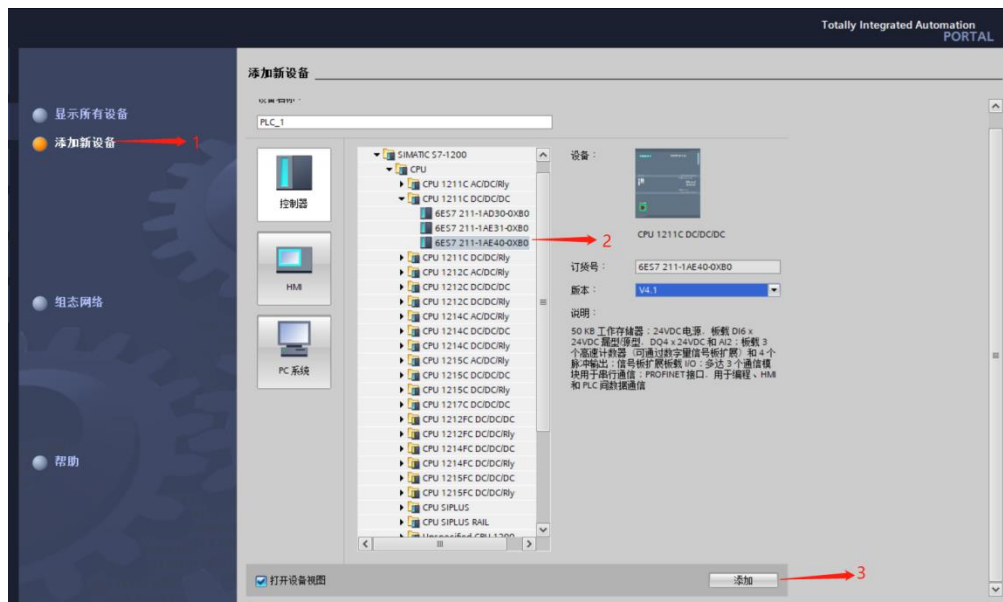 Totally Integrated Automation
PORTAL
添加新设备
显示所有设备
添加新设备
1
组态网络
帮助
设备名称：
PLC_1
控制器
HMI
PC 系统
SIMATIC S7-1200
CPU
CPU 1211C AC/DC/Rly
CPU 1211C DC/DC/DC
6ES7 211-1AD30-0XB0
6ES7 211-1AE31-0XB0
6ES7 211-1AE40-0XB0
2
CPU 1211C DC/DC/Rly
CPU 1212C AC/DC/Rly
CPU 1212C DC/DC/DC
CPU 1212C DC/DC/Rly
CPU 1214C AC/DC/Rly
CPU 1214C DC/DC/DC
CPU 1214C DC/DC/Rly
CPU 1215C AC/DC/Rly
CPU 1215C DC/DC/DC
CPU 1215C DC/DC/Rly
CPU 1217C DC/DC/DC
CPU 1212FC DC/DC/DC
CPU 1212FC DC/DC/Rly
CPU 1214FC DC/DC/DC
CPU 1214FC DC/DC/Rly
CPU 1215FC DC/DC/DC
CPU 1215FC DC/DC/Rly
CPU SIPLUS
CPU SIPLUS RAIL
Unspecified CPU 1200
设备：
CPU 1211C DC/DC/DC
订货号：
6ES7 211-1AE40-0XB0
版本：
V4.1
说明：
50 KB 工作存储器；24VDC 电源，板载 DI6 x
24VDC 漏型/源型，DQ4 x 24VDC 和 AI2；板载 3
个高速计数器（可通过数字量信号板扩展）和 4 个
脉冲输出；信号板扩展板载 I/O；多达 3 个通信模
块用于串行通信；PROFINET 接口，用于编程、HMI
和 PLC 间数据通信
打开设备视图
添加
3